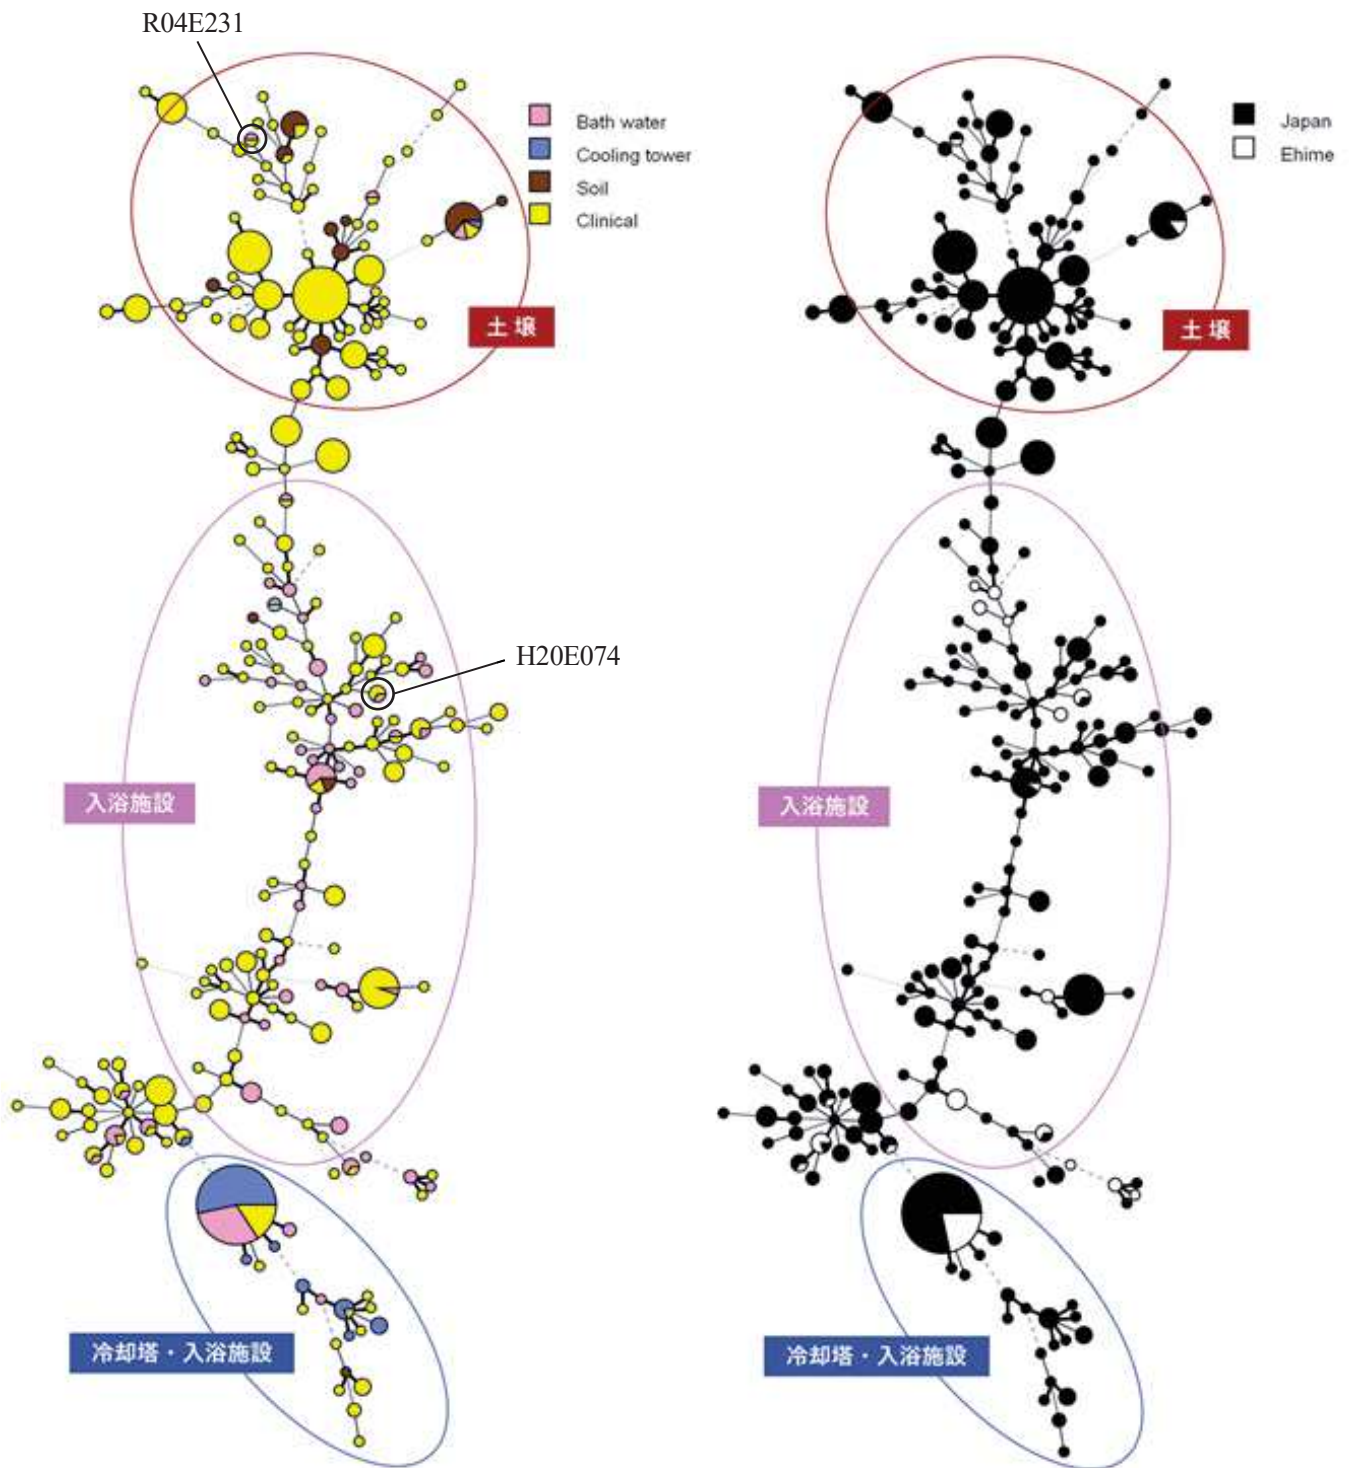 R04E231
Bath water
Cooling tower
Soil
Clinical
Japan
Ehime
土 壌
土 壌
H20E074
入浴施設
入浴施設
冷却塔・入浴施設
冷却塔・入浴施設